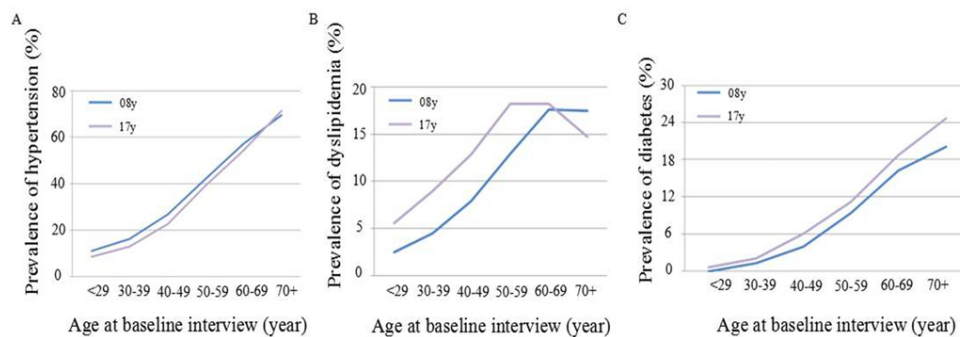 A
Prevalence of hypertension (%)
80
60
40
20
0
08y
17y
<29 30-39 40-49 50-59 60-69 70+
Age at baseline interview (year)
B
Prevalence of dyslipidemia (%)
20
15
10
5
0
08y
17y
<29 30-39 40-49 50-59 60-69 70+
Age at baseline interview (year)
C
Prevalence of diabetes (%)
30
24
18
12
6
0
08y
17y
<29 30-39 40-49 50-59 60-69 70+
Age at baseline interview (year)